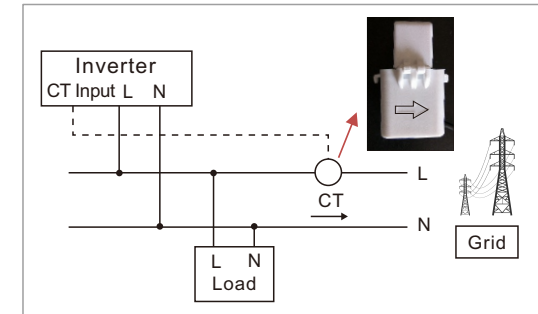 Inverter
CT Input L N
L
CT
N
Grid
L N
Load